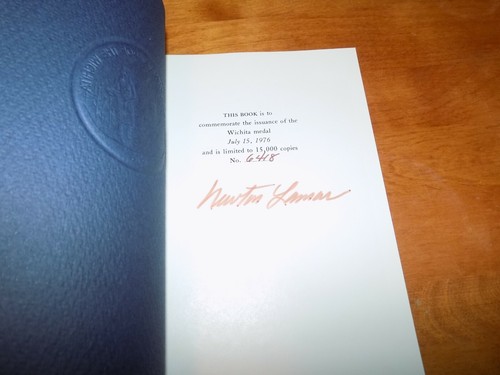 THIS BOOK is to
commemorate the issuance of the
Wichita medal
July 15, 1976
and is limited to 15,000 copies
No. 6418
Newton Lamar